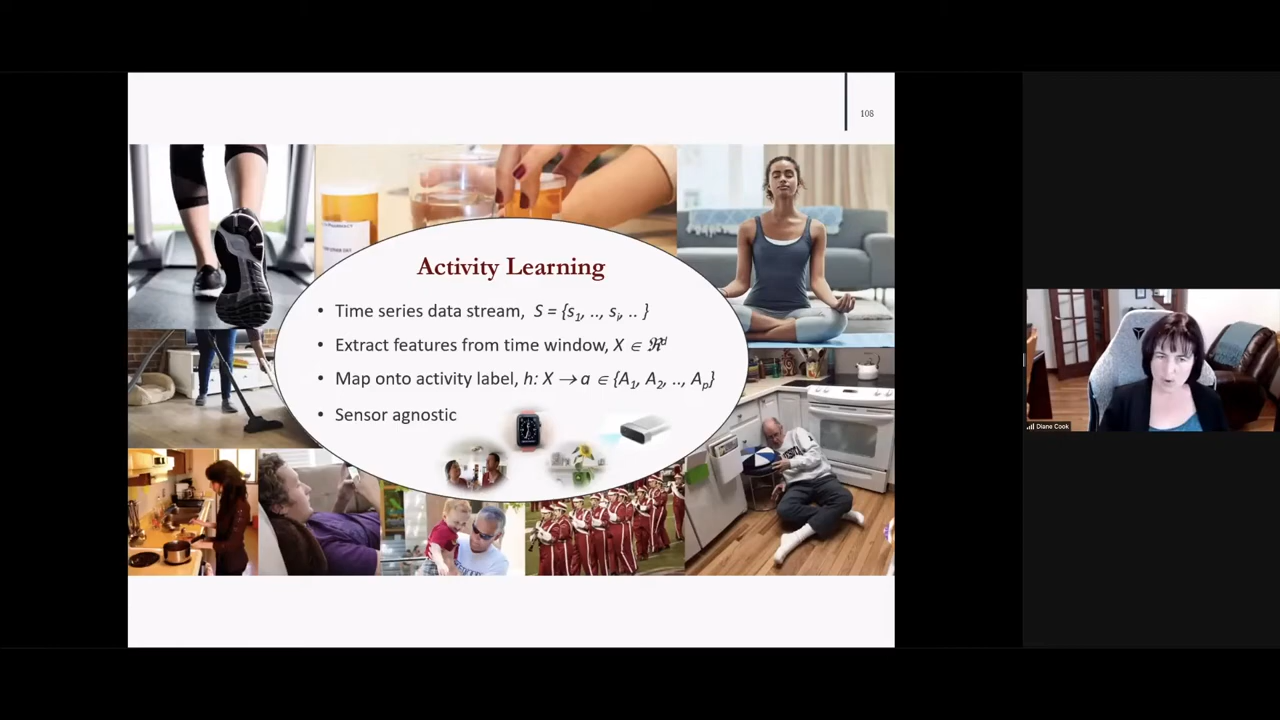 108
Activity Learning
• Time series data stream, S = {s₁, .., sᵢ, .. }
• Extract features from time window, X ∈ ℜᵈ
• Map onto activity label, h: X → a ∈ {A₁, A₂, .., Aₚ}
• Sensor agnostic
Diane Cook